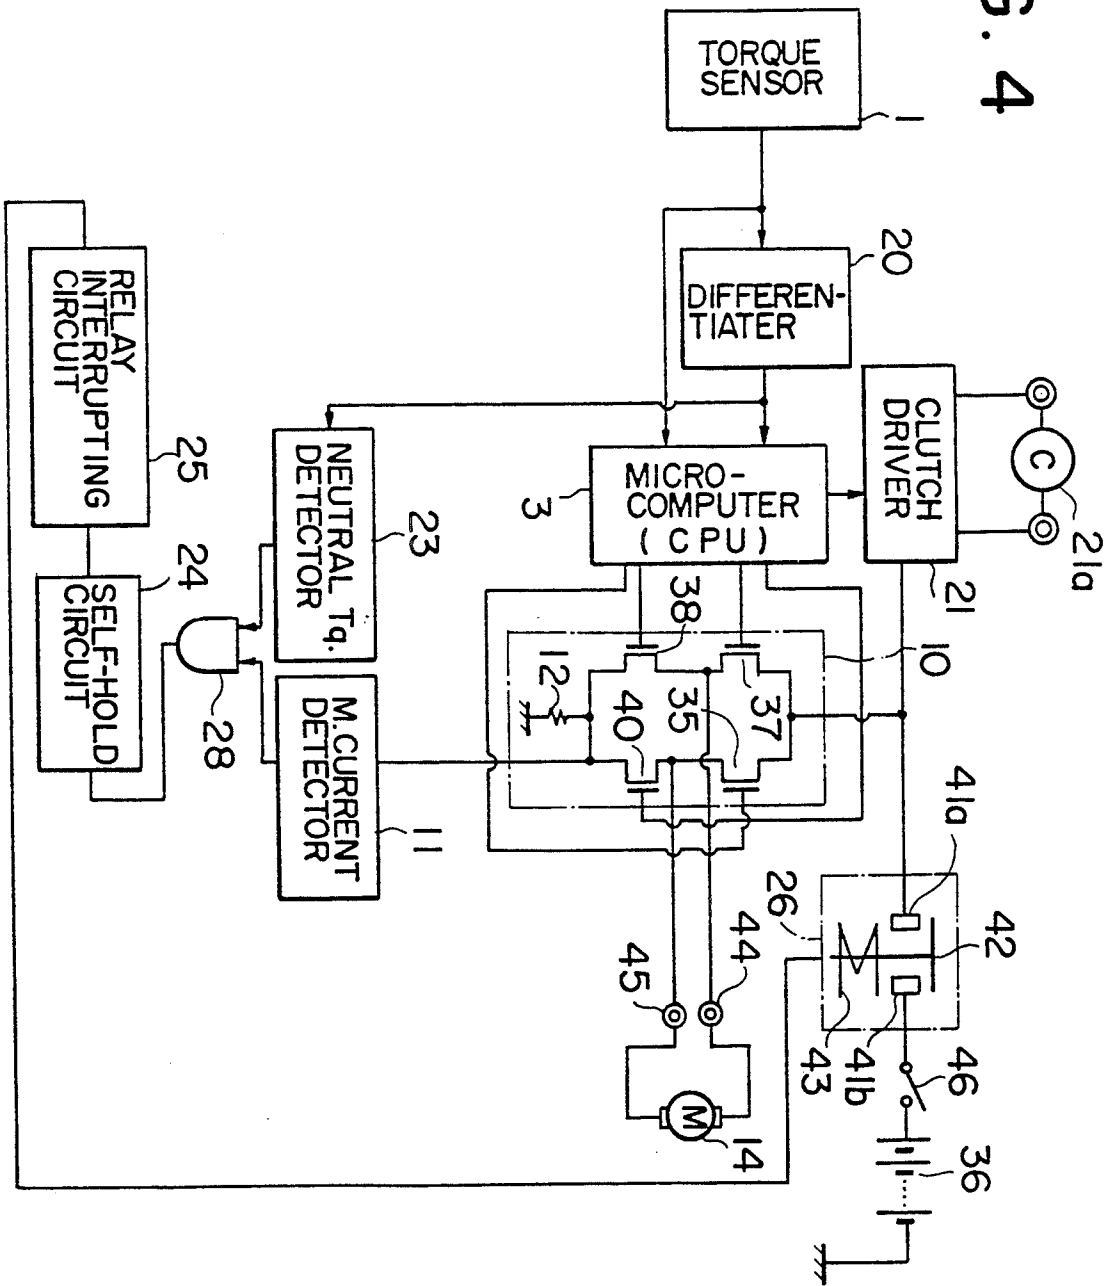 G. 4
TORQUE
SENSOR
1
20
DIFFEREN-
TIATER
CLUTCH
DRIVER
21
C
21a
MICRO-
COMPUTER
(CPU)
3
RELAY
INTERRUPTING
CIRCUIT
25
NEUTRAL Tq.
DETECTOR
23
24
SELF-HOLD
CIRCUIT
28
M.CURRENT
DETECTOR
11
38
10
12
40
35
37
41a
26
42
43
41b
46
36
44
45
M
14